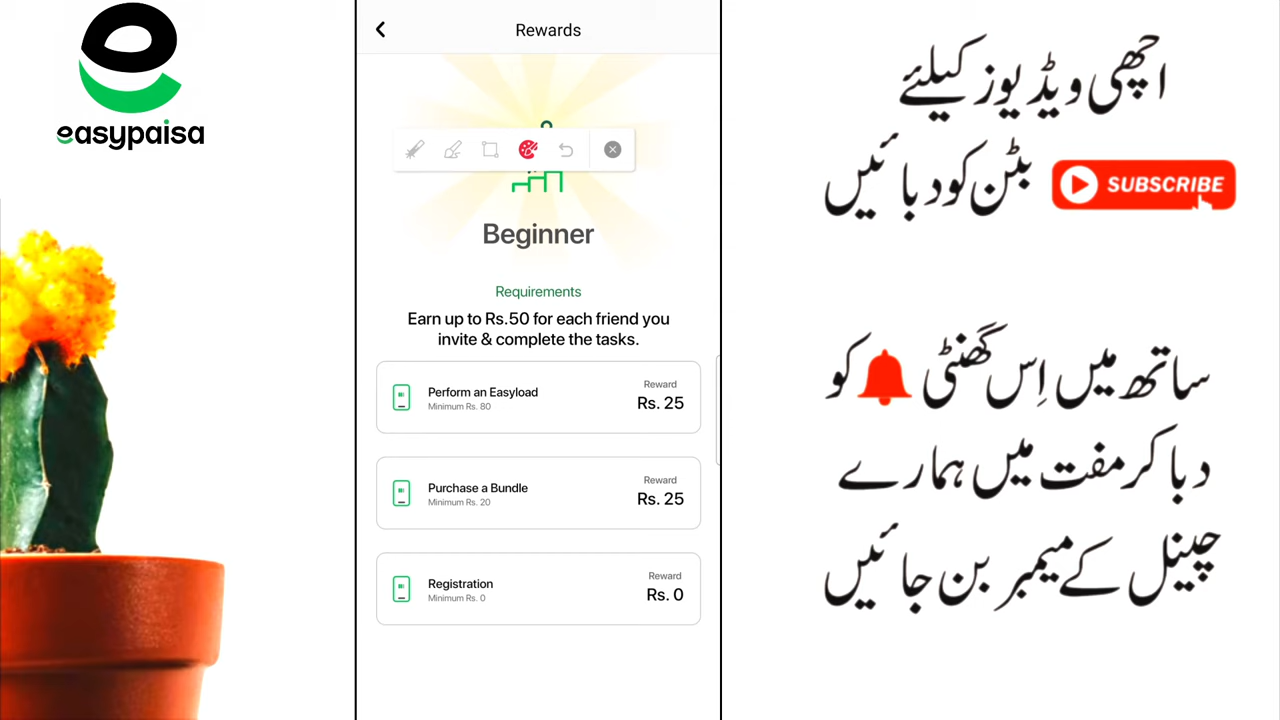 easypaisa
Rewards
Beginner
Requirements
Earn up to Rs.50 for each friend you
invite & complete the tasks.
Perform an Easyload
Minimum Rs. 80
Reward
Rs. 25
Purchase a Bundle
Minimum Rs. 20
Reward
Rs. 25
Registration
Minimum Rs. 0
Reward
Rs. 0
اچھی ویڈیوز کیلئے
SUBSCRIBE بٹن کو دبائیں
ساتھ میں اِس گھنٹی کو
دبا کر مفت میں ہمارے
چینل کے میمبر بن جائیں